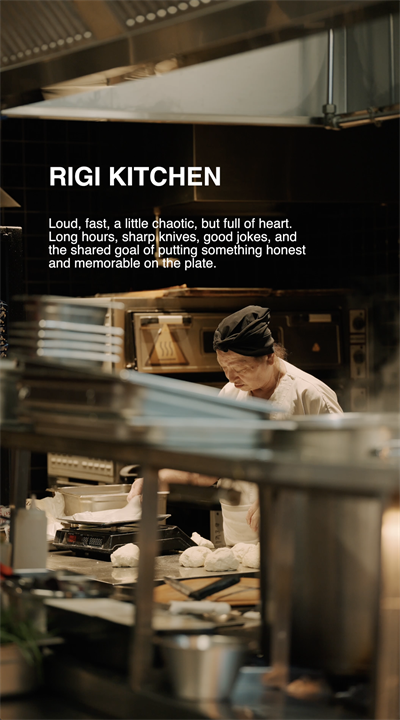 RIGI KITCHEN
Loud, fast, a little chaotic, but full of heart.
Long hours, sharp knives, good jokes, and
the shared goal of putting something honest
and memorable on the plate.